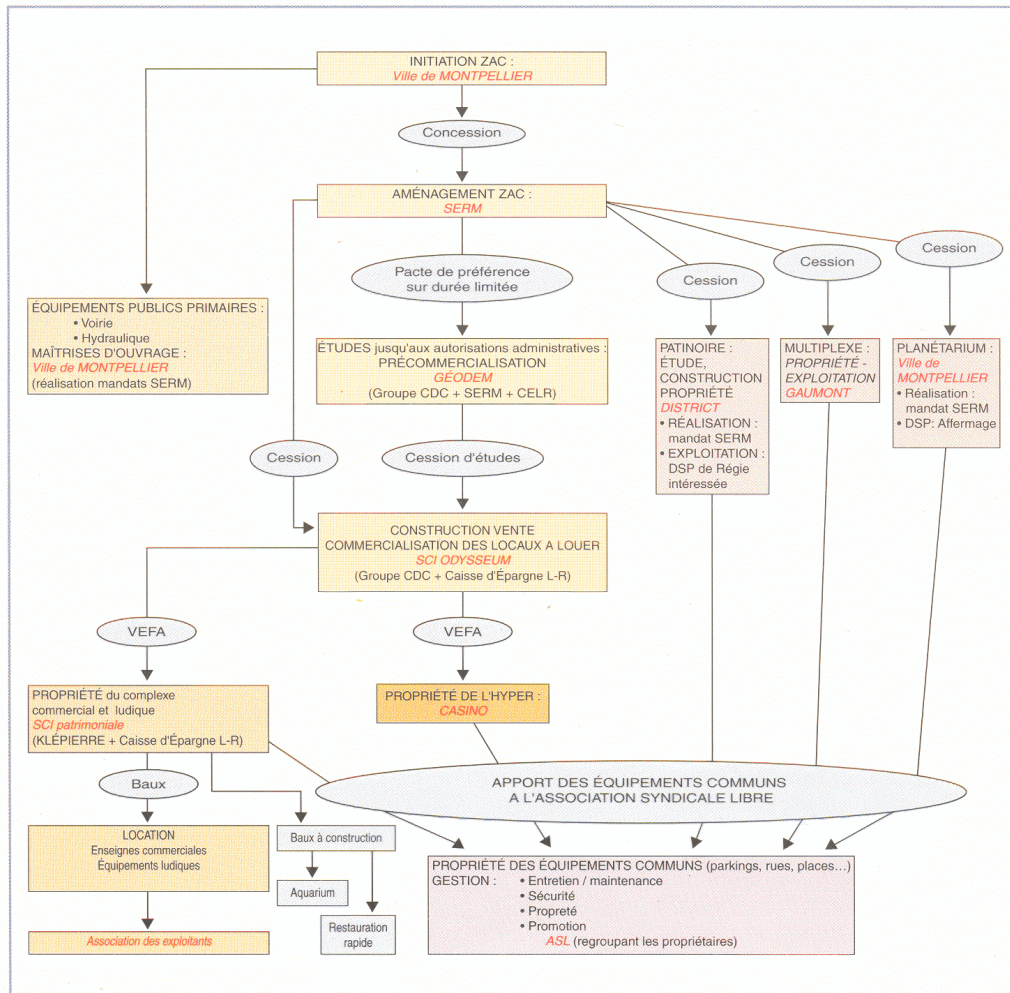 INITIATION ZAC :
Ville de MONTPELLIER
Concession
AMÉNAGEMENT ZAC :
SERM
Cession
Cession
Cession
Pacte de préférence
sur durée limitée
ÉQUIPEMENTS PUBLICS PRIMAIRES :
• Voirie
• Hydraulique
MAÎTRISES D'OUVRAGE :
Ville de MONTPELLIER
(réalisation mandats SERM)
ÉTUDES jusqu'aux autorisations administratives :
PRÉCOMMERCIALISATION
GÉODEM
(Groupe CDC + SERM + CELR)
PATINOIRE :
ÉTUDE,
CONSTRUCTION
PROPRIÉTÉ
DISTRICT
• RÉALISATION :
mandat SERM
• EXPLOITATION :
DSP de Régie
intéressée
MULTIPLEXE :
PROPRIÉTÉ -
EXPLOITATION
GAUMONT
PLANÉTARIUM :
Ville de
MONTPELLIER
• Réalisation :
mandat SERM
• DSP: Affermage
Cession
Cession d'études
CONSTRUCTION VENTE
COMMERCIALISATION DES LOCAUX A LOUER
SCI ODYSSEUM
(Groupe CDC + Caisse d'Épargne L-R)
VEFA
VEFA
PROPRIÉTÉ du complexe
commercial et ludique
SCI patrimoniale
(KLÉPIERRE + Caisse d'Épargne L-R)
PROPRIÉTÉ DE L'HYPER :
CASINO
Baux
APPORT DES ÉQUIPEMENTS COMMUNS
A L'ASSOCIATION SYNDICALE LIBRE
LOCATION
Enseignes commerciales
Équipements ludiques
Baux à construction
Aquarium
Restauration
rapide
Association des exploitants
PROPRIÉTÉ DES ÉQUIPEMENTS COMMUNS (parkings, rues, places...)
GESTION : • Entretien / maintenance
• Sécurité
• Propreté
• Promotion
ASL (regroupant les propriétaires)